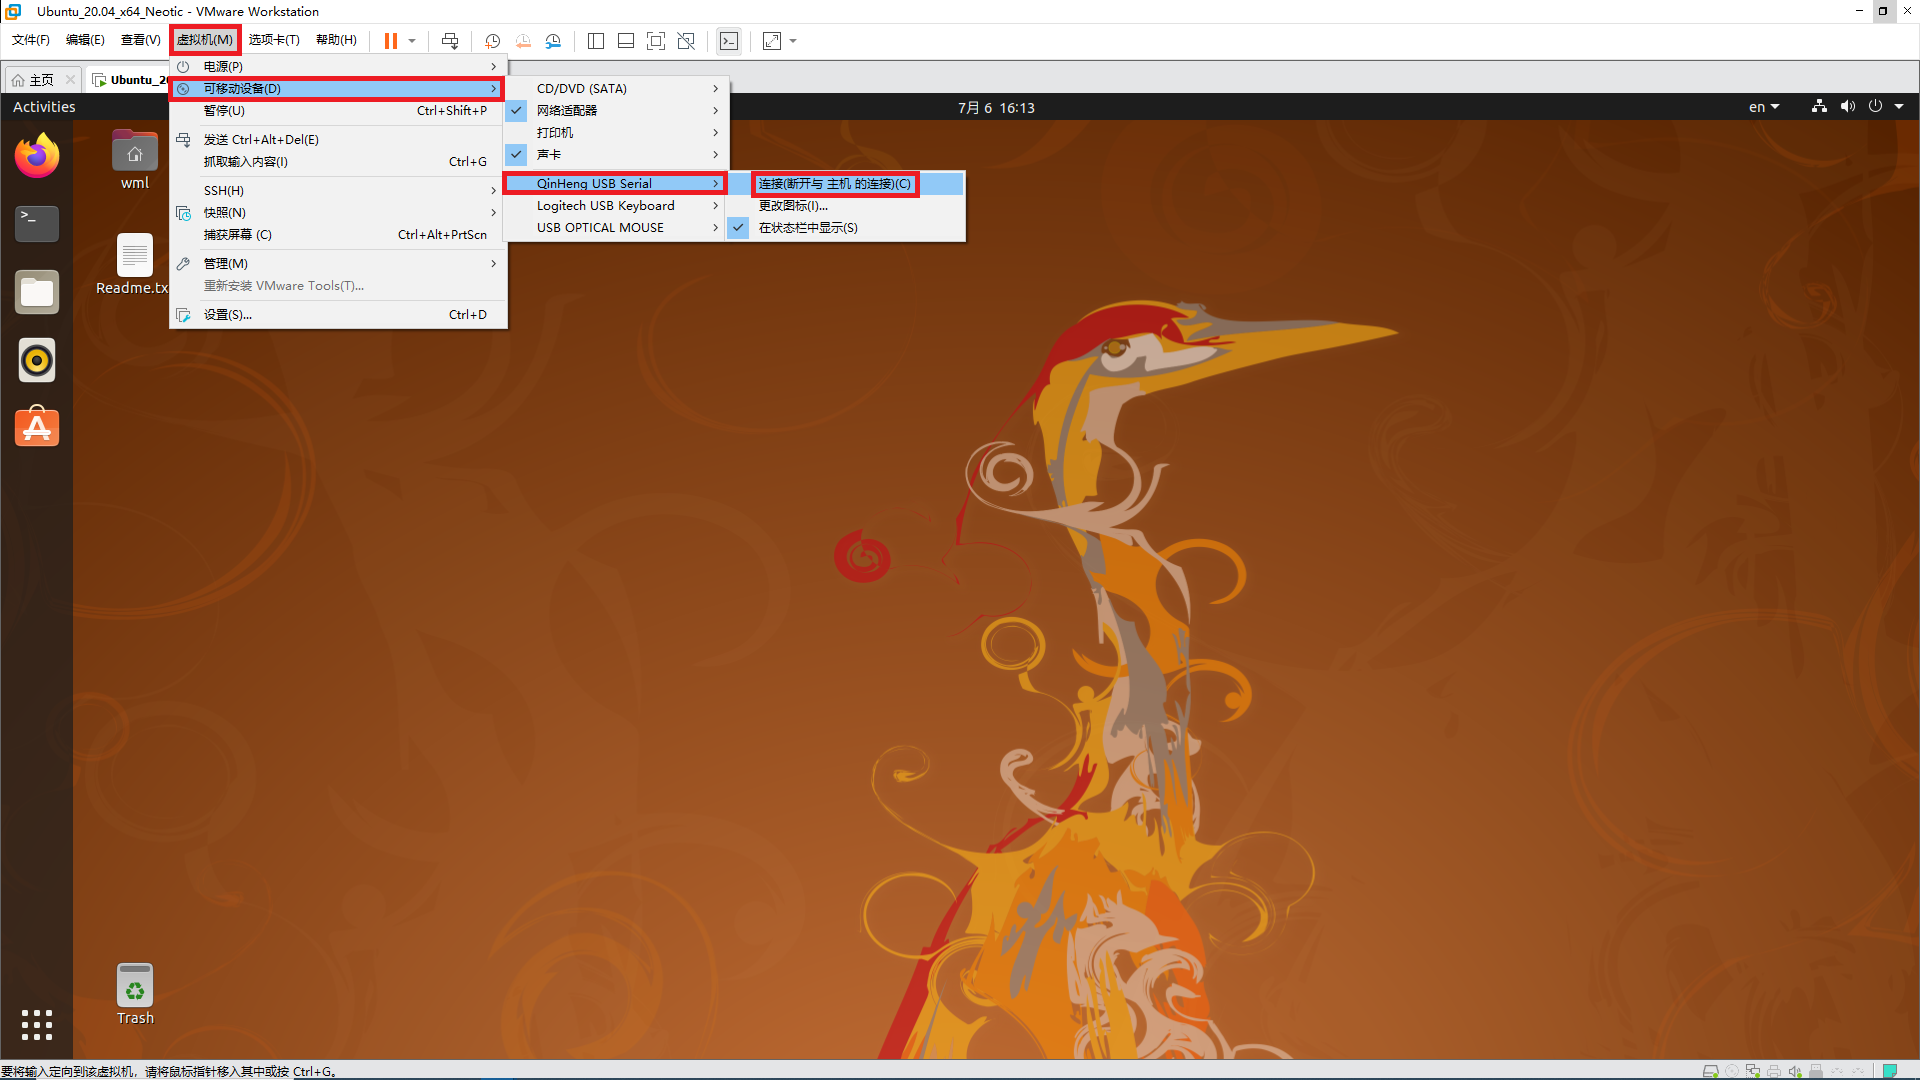 Ubuntu_20.04_x64_Neotic - VMware Workstation
文件(F) 编辑(E) 查看(V) 虚拟机(M) 选项卡(T) 帮助(H)
主页 Ubuntu_20
Activities 7月 6 16:13 en
电源(P)
可移动设备(D)
暂停(U) Ctrl+Shift+P
发送 Ctrl+Alt+Del(E)
抓取输入内容(I) Ctrl+G
SSH(H)
快照(N)
捕获屏幕 (C) Ctrl+Alt+PrtScn
管理(M)
重新安装 VMware Tools(T)...
设置(S)... Ctrl+D
CD/DVD (SATA)
网络适配器
打印机
声卡
QinHeng USB Serial
Logitech USB Keyboard
USB OPTICAL MOUSE
连接(断开与 主机 的连接)(C)
更改图标(I)...
在状态栏中显示(S)
wml
Readme.tx
Trash
要将输入定向到该虚拟机，请将鼠标指针移入其中或按 Ctrl+G。